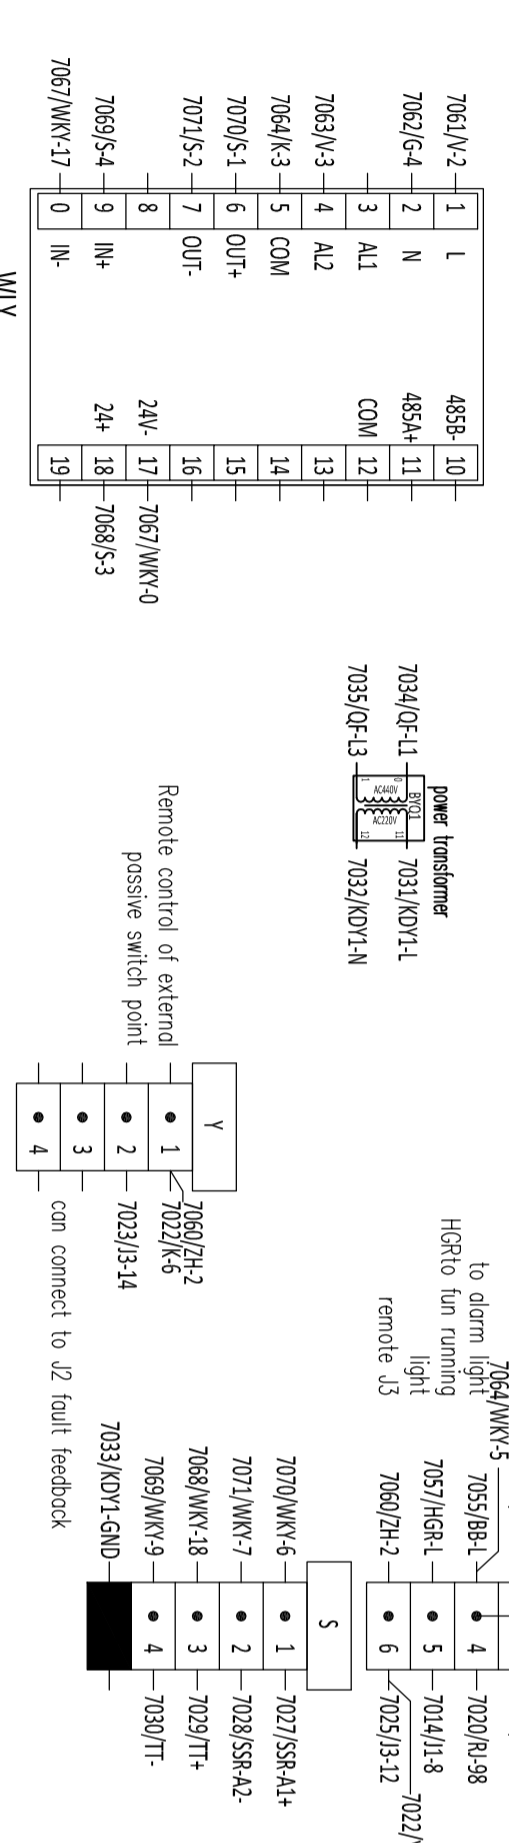 7061/V-2
7062/G-4
7063/V-3
7064/K-3
7070/S-1
7071/S-2
7069/S-4
7067/WKY-17
1 L
2 N
3 AL1
4 AL2
5 COM
6 OUT+
7 OUT-
8
9 IN+
0 IN-
485B- 10
485A+ 11
COM 12
13
14
15
16
24V- 17
24+ 18
19
7067/WKY-0
7068/S-3
power transformer
BYQ1
7034/QF-L1
7035/QF-L3
0
AC440V
1
11
AC220V
12
7031/KDY1-L
7032/KDY1-N
Remote control of external
passive switch point
Y
1
2
3
4
7060/ZH-2
7022/K-6
7023/J3-14
can connect to J2 fault feedback
to alarm light
HGRto fun running
light
remote J3
7064/WKY-5
7055/BB-L
7057/HGR-L
7060/ZH-2
4
5
6
7020/RJ-98
7014/J1-8
7025/J3-12
S
7070/WKY-6
7071/WKY-7
7068/WKY-18
7069/WKY-9
7033/KDY1-GND
1
2
3
4
7027/SSR-A1+
7028/SSR-A2-
7029/TT+
7030/TT-